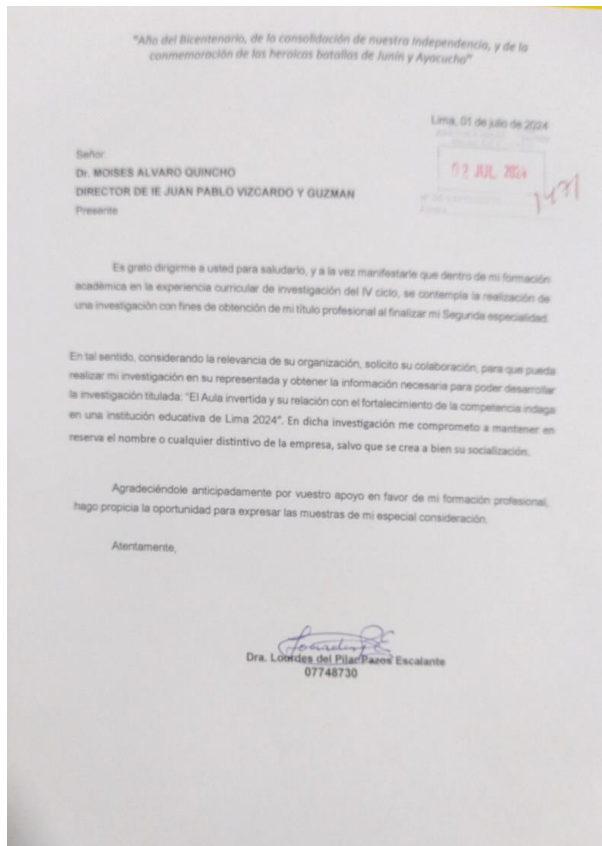 "Año del Bicentenario, de la consolidación de nuestra Independencia, y de la
conmemoración de las heroicas batallas de Junín y Ayacucho"
Lima, 01 de julio de 2024
Señor:
Dr. MOISES ALVARO QUINCHO
DIRECTOR DE IE JUAN PABLO VIZCARDO Y GUZMAN
Presente
02 JUL 2024
Es grato dirigirme a usted para saludarlo, y a la vez manifestarle que dentro de mi formación
académica en la experiencia curricular de investigación del IV ciclo, se contempla la realización de
una investigación con fines de obtención de mi título profesional al finalizar mi Segunda especialidad.
En tal sentido, considerando la relevancia de su organización, solicito su colaboración, para que pueda
realizar mi investigación en su representada y obtener la información necesaria para poder desarrollar
la investigación titulada: "El Aula invertida y su relación con el fortalecimiento de la competencia indaga
en una institución educativa de Lima 2024". En dicha investigación me comprometo a mantener en
reserva el nombre o cualquier distintivo de la empresa, salvo que se crea a bien su socialización.
Agradeciéndole anticipadamente por vuestro apoyo en favor de mi formación profesional,
hago propicia la oportunidad para expresar las muestras de mi especial consideración.
Atentamente,
Dra. Lourdes del Pilar Pazos Escalante
07748730